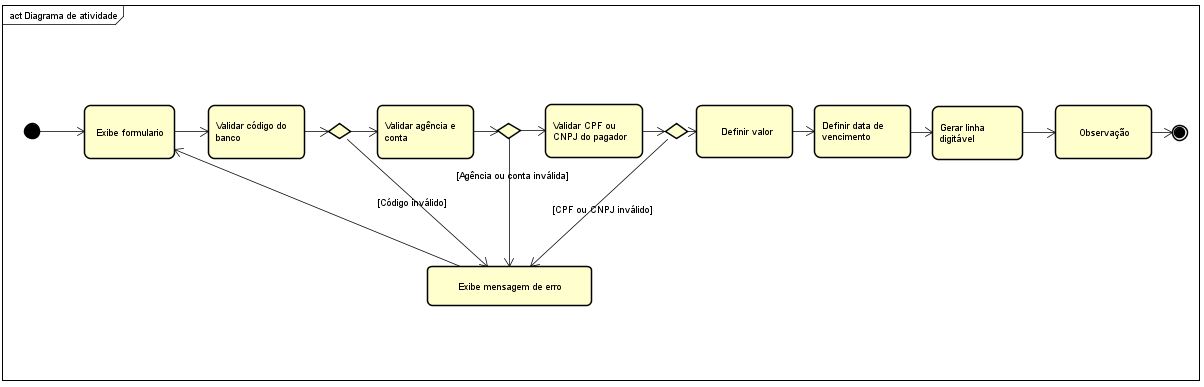 act Diagrama de atividade
Exibe formulario
Validar código do
banco
Validar agência e
conta
Validar CPF ou
CNPJ do pagador
Definir valor
Definir data de
vencimento
Gerar linha
digitável
Observação
[Agência ou conta inválida]
[Código inválido]
[CPF ou CNPJ inválido]
Exibe mensagem de erro